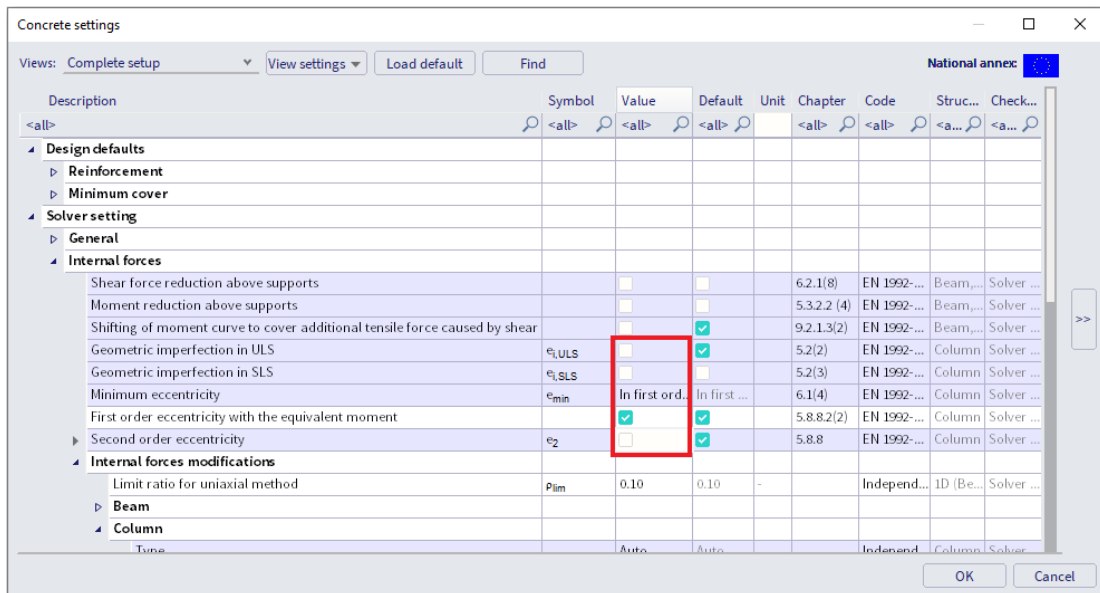 Concrete settings
Views: Complete setup View settings Load default Find National annex:
Description Symbol Value Default Unit Chapter Code Struc... Check...
<all> <all> <all> <all> <all> <all> <a... <a...
Design defaults
Reinforcement
Minimum cover
Solver setting
General
Internal forces
Shear force reduction above supports 6.2.1(8) EN 1992-... Beam,... Solver ...
Moment reduction above supports 5.3.2.2 (4) EN 1992-... Beam,... Solver ...
Shifting of moment curve to cover additional tensile force caused by shear 9.2.1.3(2) EN 1992-... Beam,... Solver ...
Geometric imperfection in ULS ei,ULS 5.2(2) EN 1992-... Column Solver ...
Geometric imperfection in SLS ei,SLS 5.2(3) EN 1992-... Column Solver ...
Minimum eccentricity emin In first ord... In first ... 6.1(4) EN 1992-... Column Solver ...
First order eccentricity with the equivalent moment 5.8.8.2(2) EN 1992-... Column Solver ...
Second order eccentricity e2 5.8.8 EN 1992-... Column Solver ...
Internal forces modifications
Limit ratio for uniaxial method ρlim 0.10 0.10 - Independ... 1D (Be... Solver ...
Beam
Column
Type Auto Auto Independ Column Solver
>>
OK Cancel